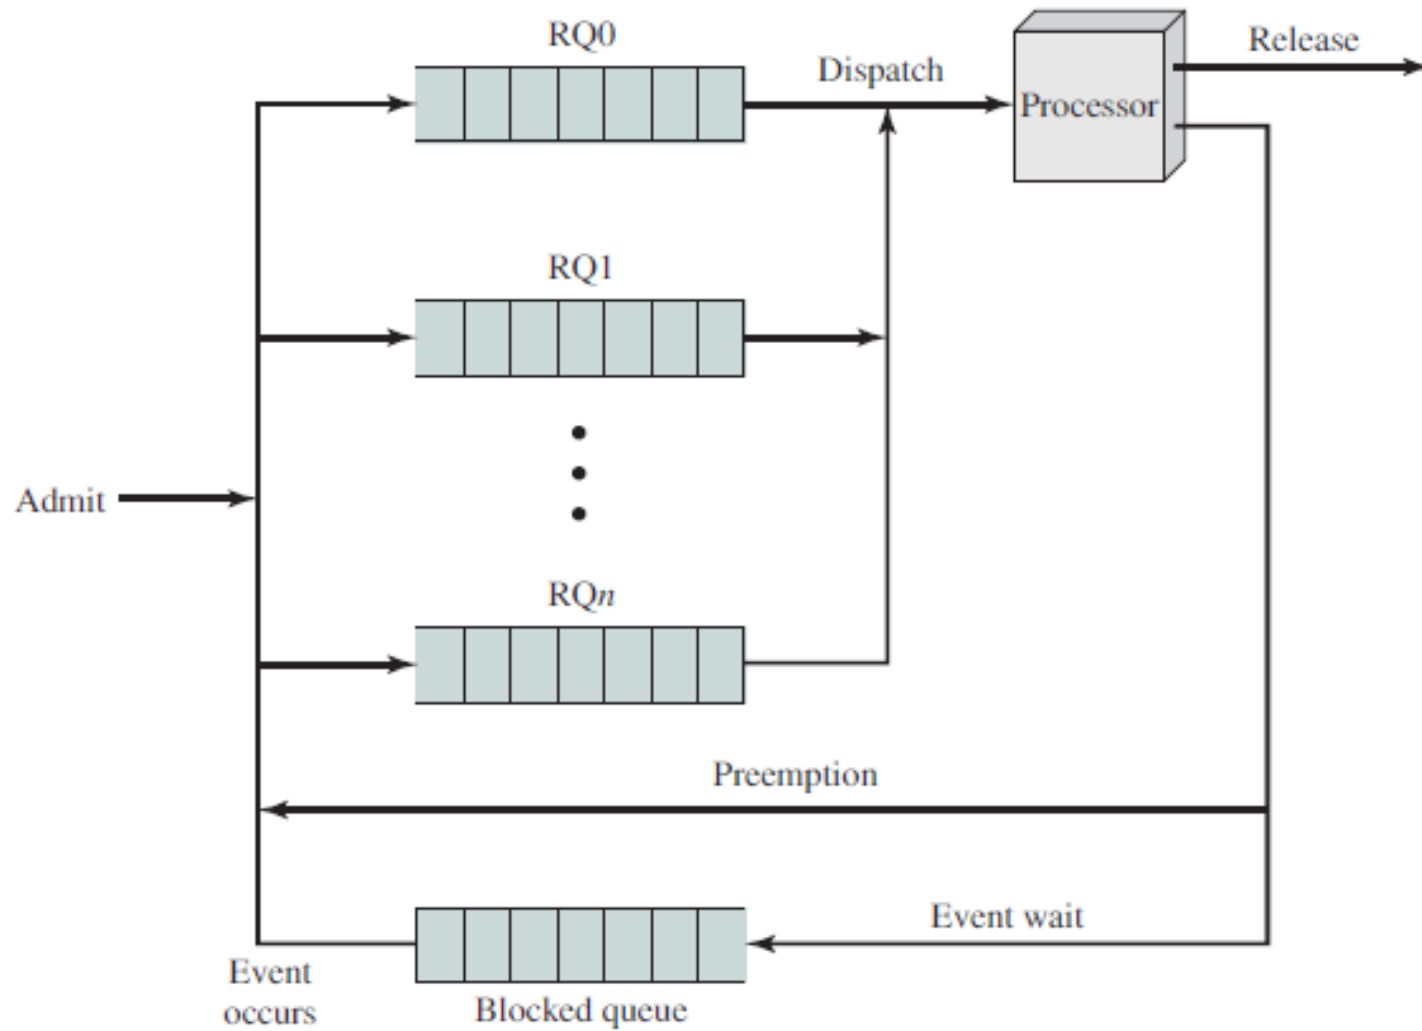 RQ0
Release
Dispatch
Processor
RQ1
Admit
RQn
Preemption
Event wait
Event
occurs
Blocked queue